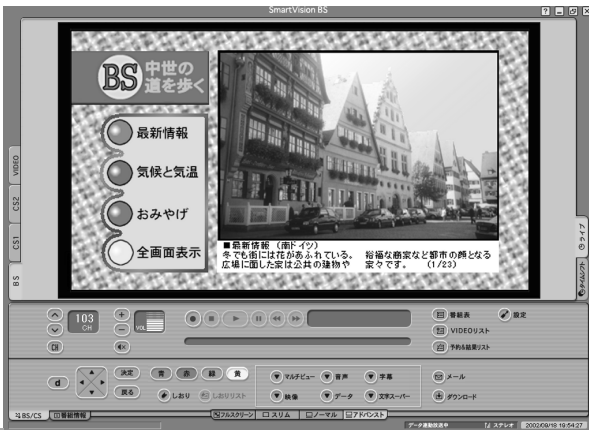 SmartVision BS
BS 中世の
道を歩く
最新情報
気候と気温
おみやげ
全画面表示
■最新情報 (南ドイツ)
冬でも街には花があふれている。
広場に面した家は公共の建物や
裕福な商家など都市の顔となる
家々です。 (1/23)
VIDEO
CS2
CS1
BS
ライブ
タイムシフト
103
CH
VOL
番組表
設定
VIDEOリスト
予約&結果リスト
d
決定
戻る
青
赤
緑
黄
しおり
しおりリスト
マルチビュー
音声
字幕
映像
データ
文字スーパー
メール
ダウンロード
BS/CS
番組情報
フルスクリーン
スリム
ノーマル
アドバンスト
データ連動放送中
ステレオ
2002/09/18 19:54:27